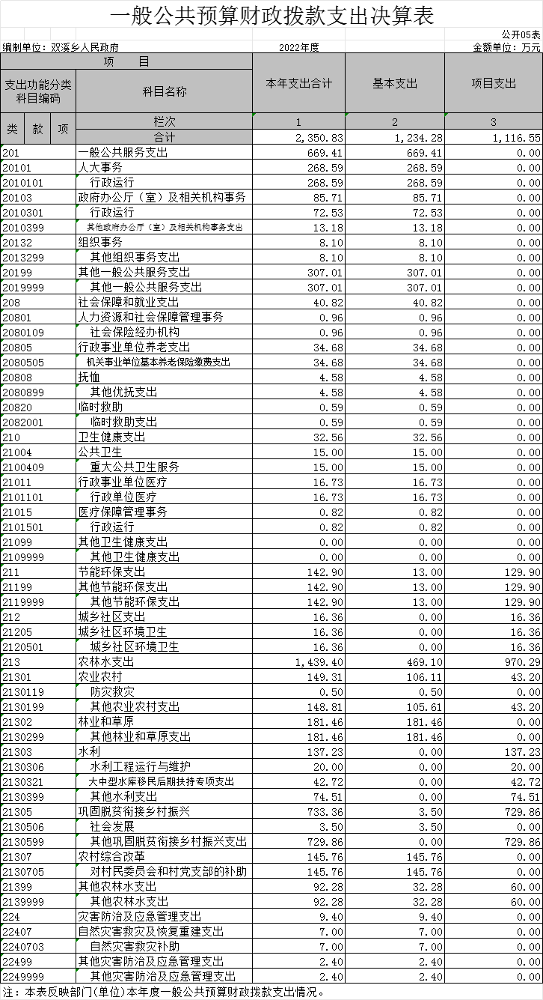 一般公共预算财政拨款支出决算表
公开05表
编制单位：双溪乡人民政府 2022年度 金额单位：万元
项 目 本年支出合计 基本支出 项目支出
支出功能分类科目编码 科目名称
类 款 项 栏次 1 2 3
合计 2,350.83 1,234.28 1,116.55
201 一般公共服务支出 669.41 669.41 0.00
20101 人大事务 268.59 268.59 0.00
2010101 行政运行 268.59 268.59 0.00
20103 政府办公厅（室）及相关机构事务 85.71 85.71 0.00
2010301 行政运行 72.53 72.53 0.00
2010399 其他政府办公厅（室）及相关机构事务支出 13.18 13.18 0.00
20132 组织事务 8.10 8.10 0.00
2013299 其他组织事务支出 8.10 8.10 0.00
20199 其他一般公共服务支出 307.01 307.01 0.00
2019999 其他一般公共服务支出 307.01 307.01 0.00
208 社会保障和就业支出 40.82 40.82 0.00
20801 人力资源和社会保障管理事务 0.96 0.96 0.00
2080109 社会保险经办机构 0.96 0.96 0.00
20805 行政事业单位养老支出 34.68 34.68 0.00
2080505 机关事业单位基本养老保险缴费支出 34.68 34.68 0.00
20808 抚恤 4.58 4.58 0.00
2080899 其他优抚支出 4.58 4.58 0.00
20820 临时救助 0.59 0.59 0.00
2082001 临时救助支出 0.59 0.59 0.00
210 卫生健康支出 32.56 32.56 0.00
21004 公共卫生 15.00 15.00 0.00
2100409 重大公共卫生服务 15.00 15.00 0.00
21011 行政事业单位医疗 16.73 16.73 0.00
2101101 行政单位医疗 16.73 16.73 0.00
21015 医疗保障管理事务 0.82 0.82 0.00
2101501 行政运行 0.82 0.82 0.00
21099 其他卫生健康支出 0.00 0.00 0.00
2109999 其他卫生健康支出 0.00 0.00 0.00
211 节能环保支出 142.90 13.00 129.90
21199 其他节能环保支出 142.90 13.00 129.90
2119999 其他节能环保支出 142.90 13.00 129.90
212 城乡社区支出 16.36 0.00 16.36
21205 城乡社区环境卫生 16.36 0.00 16.36
2120501 城乡社区环境卫生 16.36 0.00 16.36
213 农林水支出 1,439.40 469.10 970.29
21301 农业农村 149.31 106.11 43.20
2130119 防灾救灾 0.50 0.50 0.00
2130199 其他农业农村支出 148.81 105.61 43.20
21302 林业和草原 181.46 181.46 0.00
2130299 其他林业和草原支出 181.46 181.46 0.00
21303 水利 137.23 0.00 137.23
2130306 水利工程运行与维护 20.00 0.00 20.00
2130321 大中型水库移民后期扶持专项支出 42.72 0.00 42.72
2130399 其他水利支出 74.51 0.00 74.51
21305 巩固脱贫衔接乡村振兴 733.36 3.50 729.86
2130506 社会发展 3.50 3.50 0.00
2130599 其他巩固脱贫衔接乡村振兴支出 729.86 0.00 729.86
21307 农村综合改革 145.76 145.76 0.00
2130705 对村民委员会和村党支部的补助 145.76 145.76 0.00
21399 其他农林水支出 92.28 32.28 60.00
2139999 其他农林水支出 92.28 32.28 60.00
224 灾害防治及应急管理支出 9.40 9.40 0.00
22407 自然灾害救灾及恢复重建支出 7.00 7.00 0.00
2240703 自然灾害救灾补助 7.00 7.00 0.00
22499 其他灾害防治及应急管理支出 2.40 2.40 0.00
2249999 其他灾害防治及应急管理支出 2.40 2.40 0.00
注：本表反映部门(单位)本年度一般公共预算财政拨款支出情况。